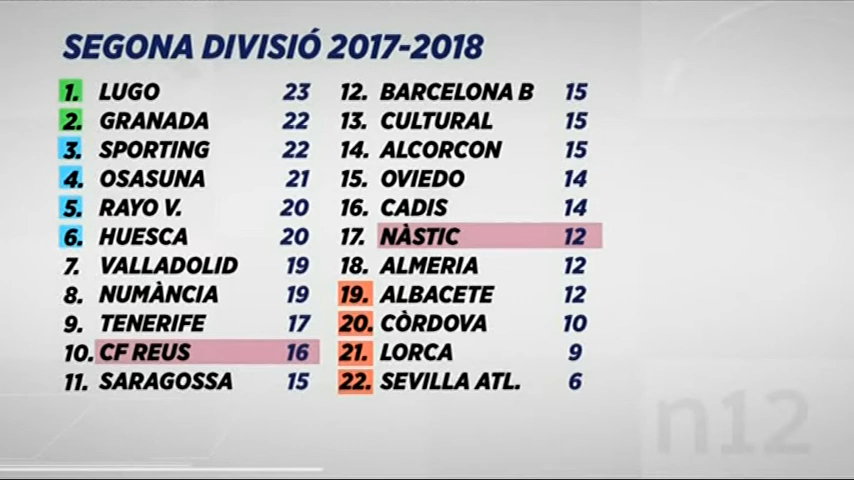 SEGONA DIVISIÓ 2017-2018
1. LUGO 23
2. GRANADA 22
3. SPORTING 22
4. OSASUNA 21
5. RAYO V. 20
6. HUESCA 20
7. VALLADOLID 19
8. NUMÀNCIA 19
9. TENERIFE 17
10. CF REUS 16
11. SARAGOSSA 15
12. BARCELONA B 15
13. CULTURAL 15
14. ALCORCON 15
15. OVIEDO 14
16. CADIS 14
17. NÀSTIC 12
18. ALMERIA 12
19. ALBACETE 12
20. CÒRDOVA 10
21. LORCA 9
22. SEVILLA ATL. 6
n12